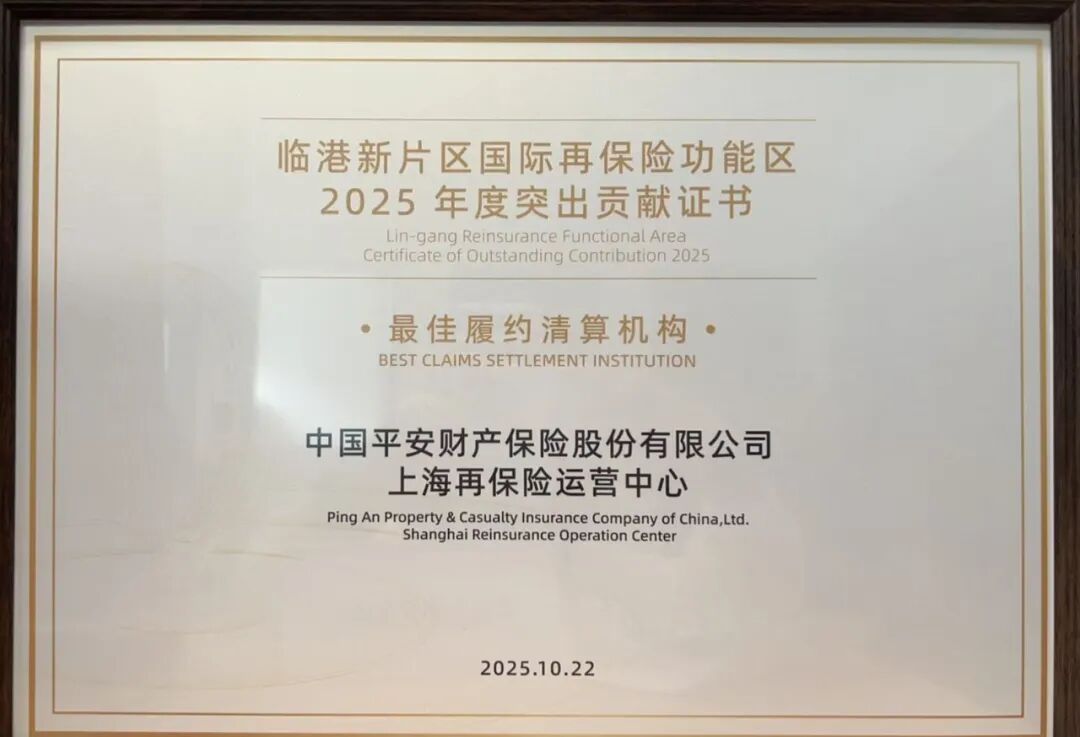 临港新片区国际再保险功能区
2025 年度突出贡献证书
Lin-gang Reinsurance Functional Area
Certificate of Outstanding Contribution 2025
• 最佳履约清算机构 •
BEST CLAIMS SETTLEMENT INSTITUTION
中国平安财产保险股份有限公司
上海再保险运营中心
Ping An Property & Casualty Insurance Company of China,Ltd.
Shanghai Reinsurance Operation Center
2025.10.22